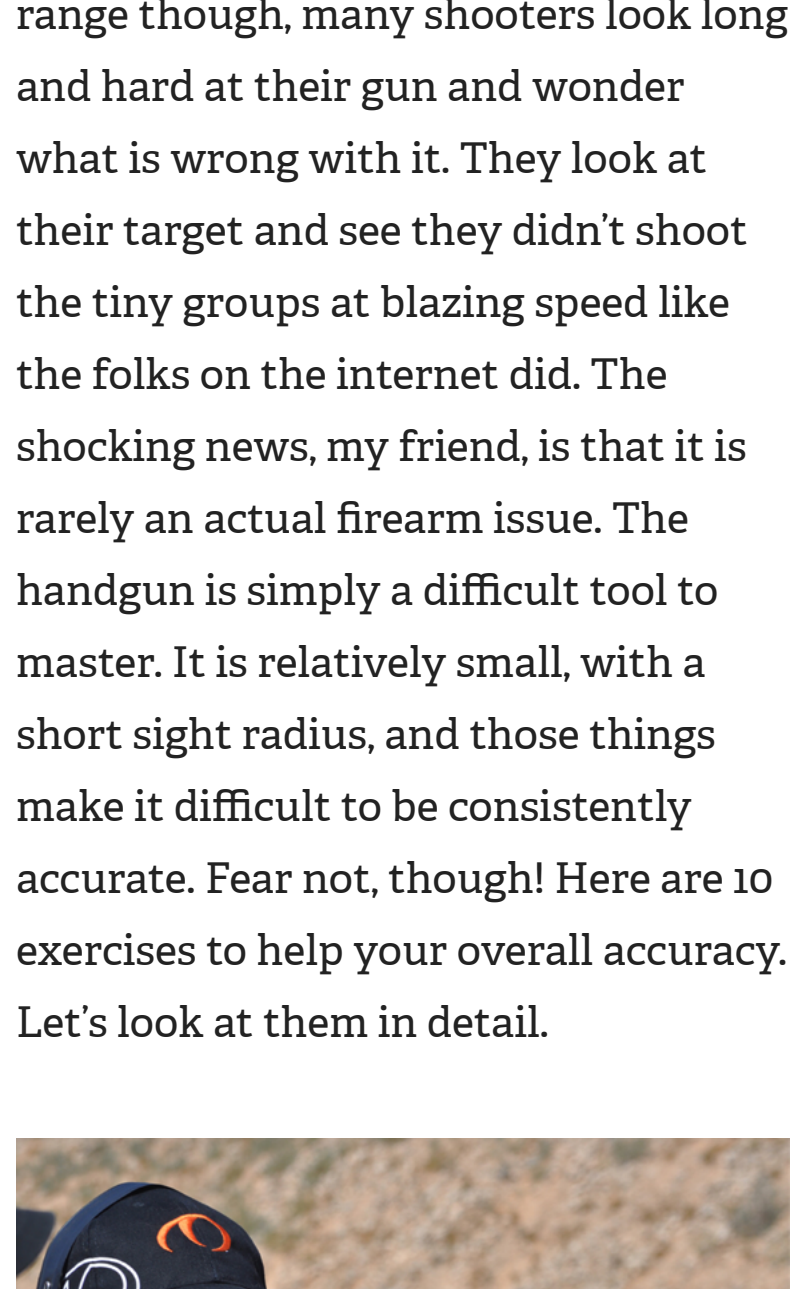 range though, many shooters look long
and hard at their gun and wonder
what is wrong with it. They look at
their target and see they didn’t shoot
the tiny groups at blazing speed like
the folks on the internet did. The
shocking news, my friend, is that it is
rarely an actual firearm issue. The
handgun is simply a difficult tool to
master. It is relatively small, with a
short sight radius, and those things
make it difficult to be consistently
accurate. Fear not, though! Here are 10
exercises to help your overall accuracy.
Let’s look at them in detail.